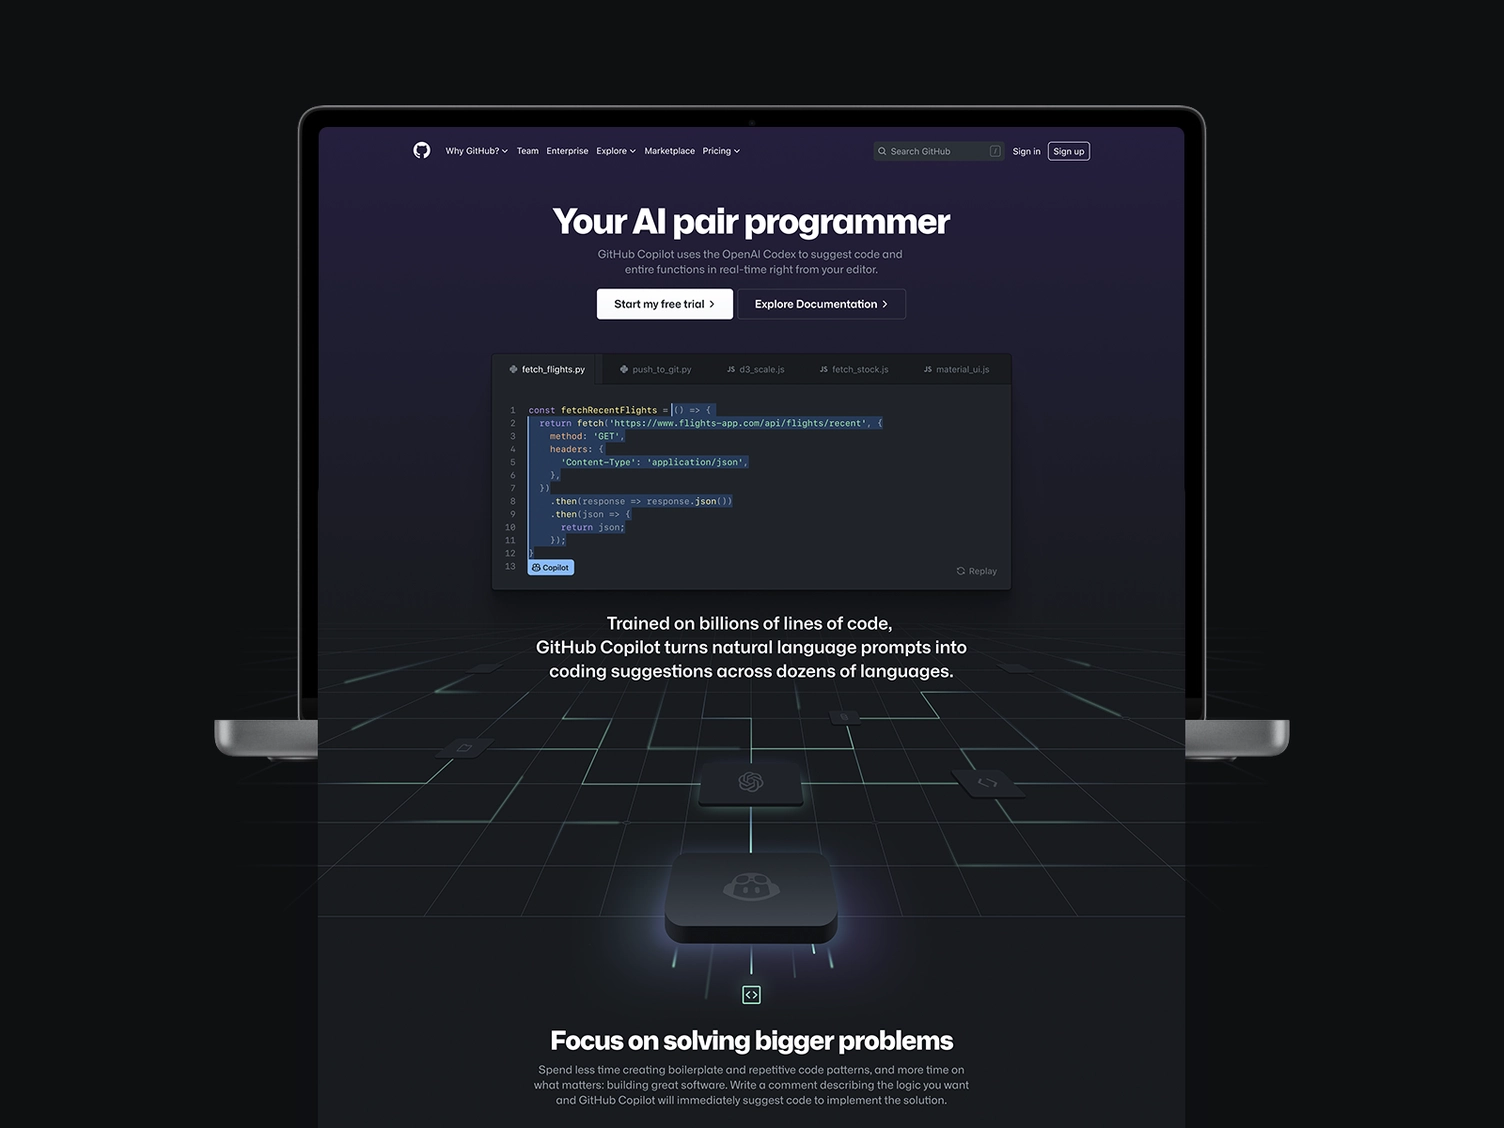 Why GitHub? Team Enterprise Explore Marketplace Pricing Search GitHub / Sign in Sign up
Your AI pair programmer
GitHub Copilot uses the OpenAI Codex to suggest code and
entire functions in real-time right from your editor.
Start my free trial Explore Documentation
fetch_flights.py push_to_git.py JS d3_scale.js JS fetch_stock.js JS material_ui.js
1 const fetchRecentFlights = () => {
2 return fetch('https://www.flights-app.com/api/flights/recent', {
3 method: 'GET',
4 headers: {
5 'Content-Type': 'application/json',
6 },
7 })
8 .then(response => response.json())
9 .then(json => {
10 return json;
11 });
12 }
13 Copilot
Replay
Trained on billions of lines of code,
GitHub Copilot turns natural language prompts into
coding suggestions across dozens of languages.
Focus on solving bigger problems
Spend less time creating boilerplate and repetitive code patterns, and more time on
what matters: building great software. Write a comment describing the logic you want
and GitHub Copilot will immediately suggest code to implement the solution.